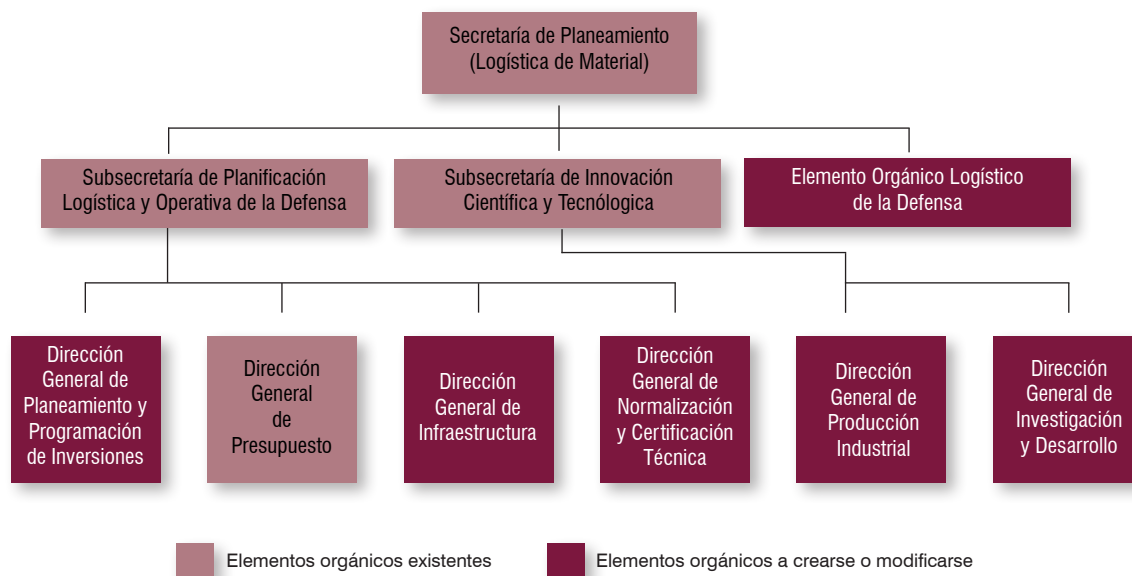 Secretaría de Planeamiento
(Logística de Material)
Subsecretaría de Planificación
Logística y Operativa de la Defensa
Subsecretaría de Innovación
Científica y Tecnólogica
Elemento Orgánico Logístico
de la Defensa
Dirección
General de
Planeamiento y
Programación
de Inversiones
Dirección
General
de
Presupuesto
Dirección
General de
Infraestructura
Dirección
General de
Normalización
y Certificación
Técnica
Dirección
General de
Producción
Industrial
Dirección
General de
Investigación
y Desarrollo
Elementos orgánicos existentes
Elementos orgánicos a crearse o modificarse